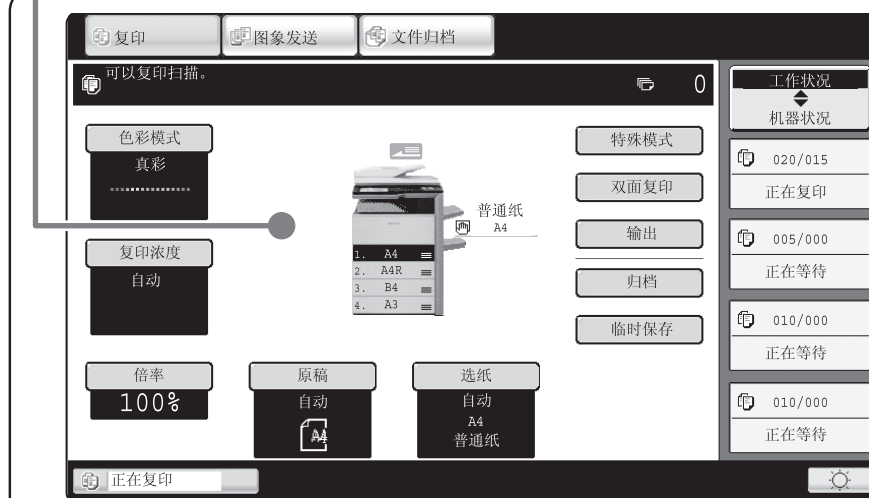 复印
图象发送
文件归档
可以复印扫描。
0
工作状况
机器状况
色彩模式
真彩
特殊模式
双面复印
输出
归档
临时保存
普通纸
A4
1. A4
2. A4R
3. B4
4. A3
复印浓度
自动
倍率
100%
原稿
自动
A4
选纸
自动
A4
普通纸
020/015
正在复印
005/000
正在等待
010/000
正在等待
010/000
正在等待
正在复印